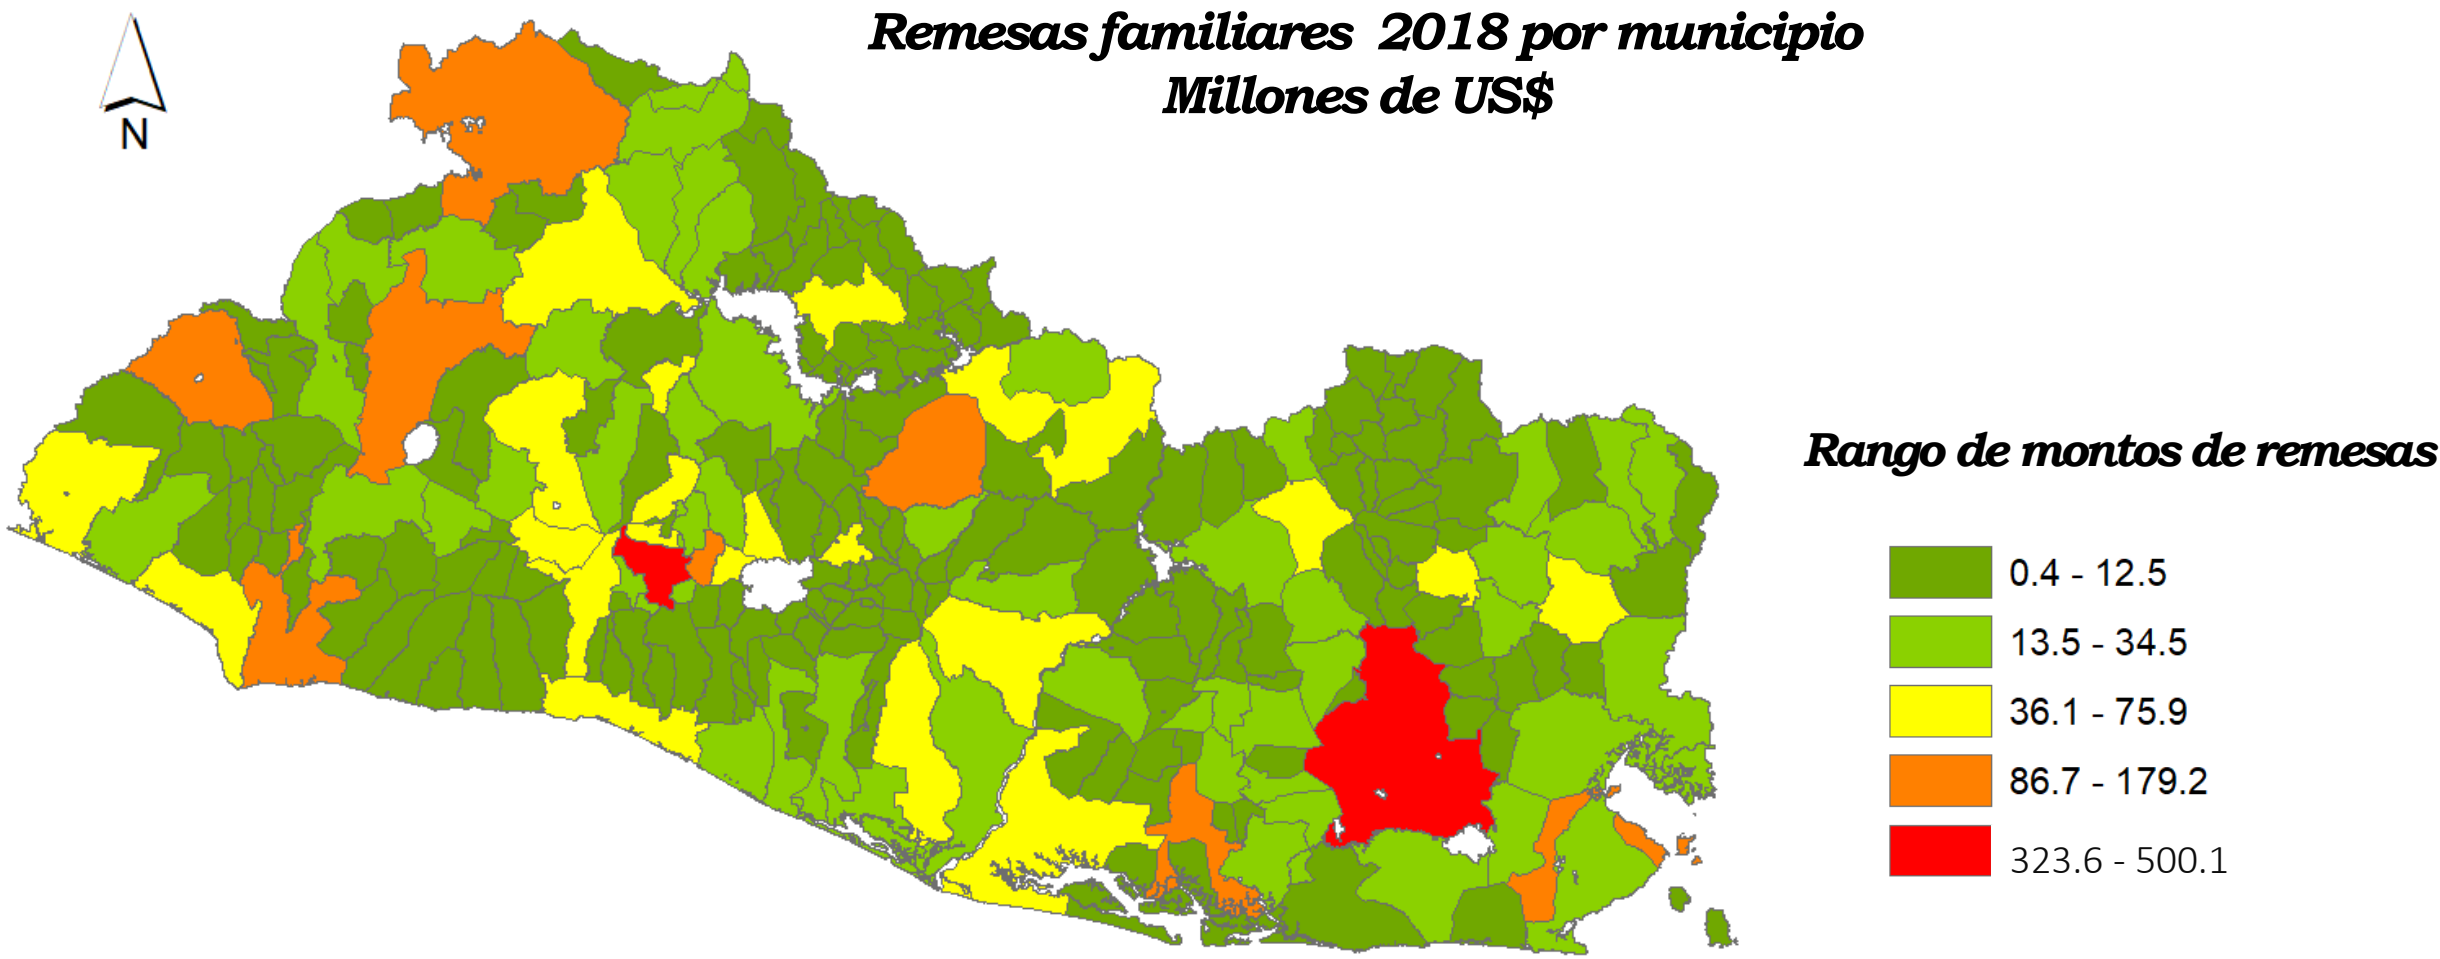 Remesas familiares 2018 por municipio
Millones de US$
N
Rango de montos de remesas
0.4 - 12.5
13.5 - 34.5
36.1 - 75.9
86.7 - 179.2
323.6 - 500.1